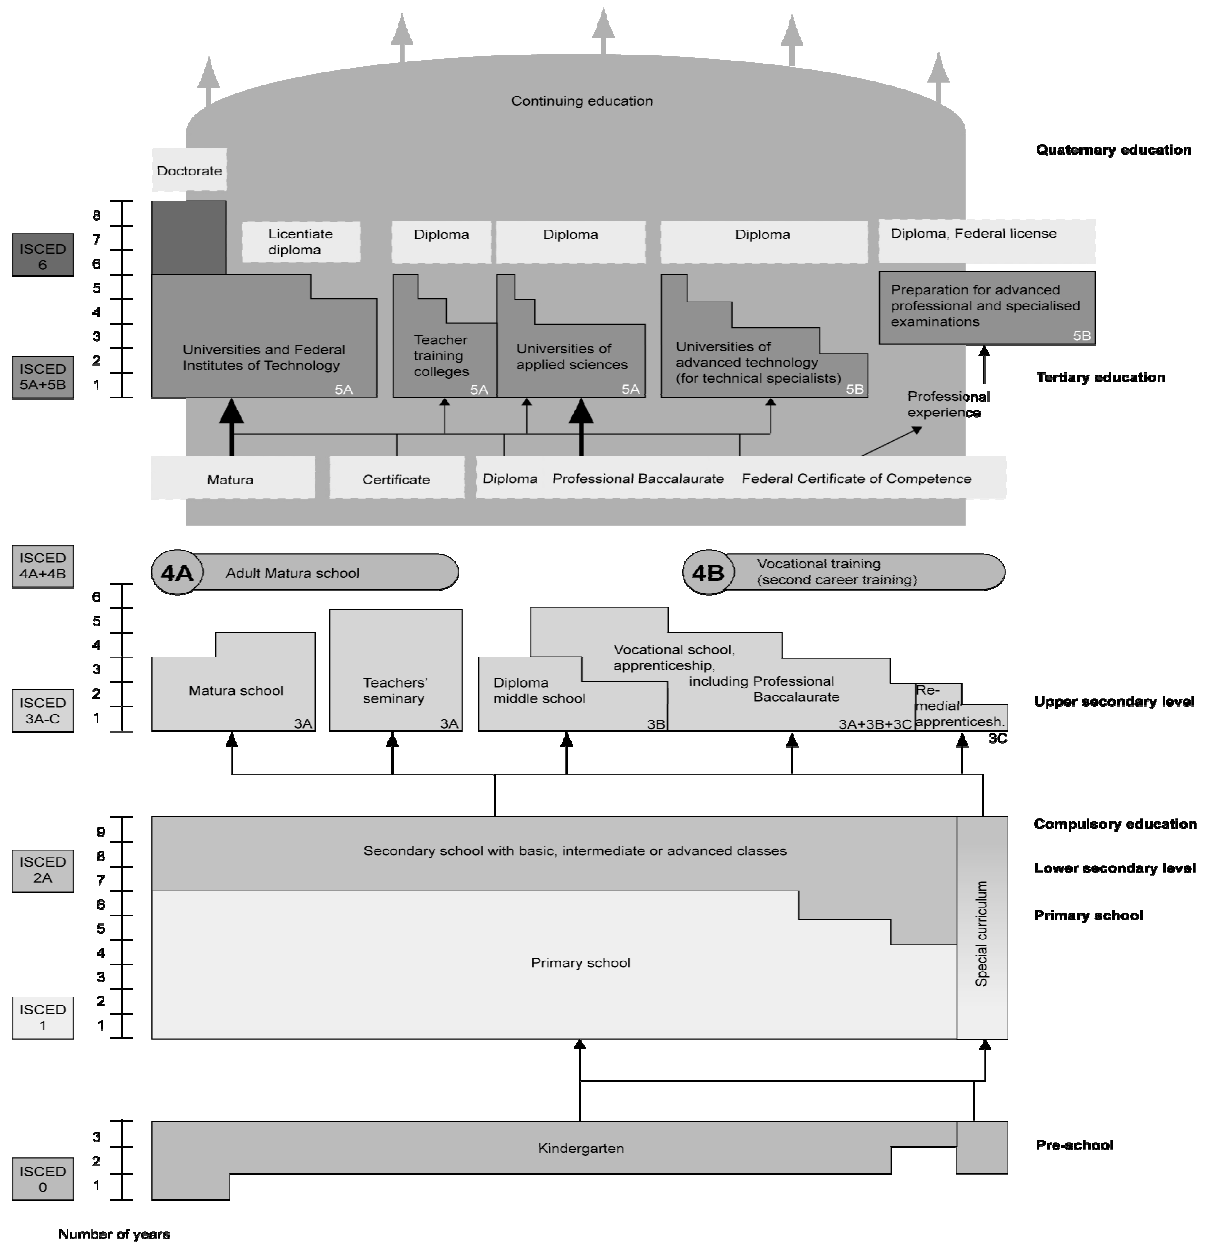 Continuing education
Quaternary education
Doctorate
8
7
6
5
4
3
2
1
ISCED
6
Licentiate
diploma
Diploma
Diploma
Diploma
Diploma, Federal license
Preparation for advanced
professional and specialised
examinations
5B
Universities and Federal
Institutes of Technology
5A
Teacher
training
colleges
5A
Universities of
applied sciences
5A
Universities of
advanced technology
(for technical specialists)
5B
ISCED
5A+5B
Tertiary education
Professional
experience
Matura
Certificate
Diploma Professional Baccalaurate Federal Certificate of Competence
ISCED
4A+4B
4A
Adult Matura school
4B
Vocational training
(second career training)
6
5
4
3
2
1
ISCED
3A-C
Matura school
3A
Teachers'
seminary
3A
Diploma
middle school
3B
Vocational school,
apprenticeship,
including Professional
Baccalaurate
3A+3B+3C
Re-
medial
apprenticesh.
3C
Upper secondary level
9
8
7
6
5
4
3
2
1
ISCED
2A
Secondary school with basic, intermediate or advanced classes
Compulsory education
Lower secondary level
Primary school
Primary school
Special curriculum
ISCED
1
3
2
1
Kindergarten
Pre-school
ISCED
0
Number of years